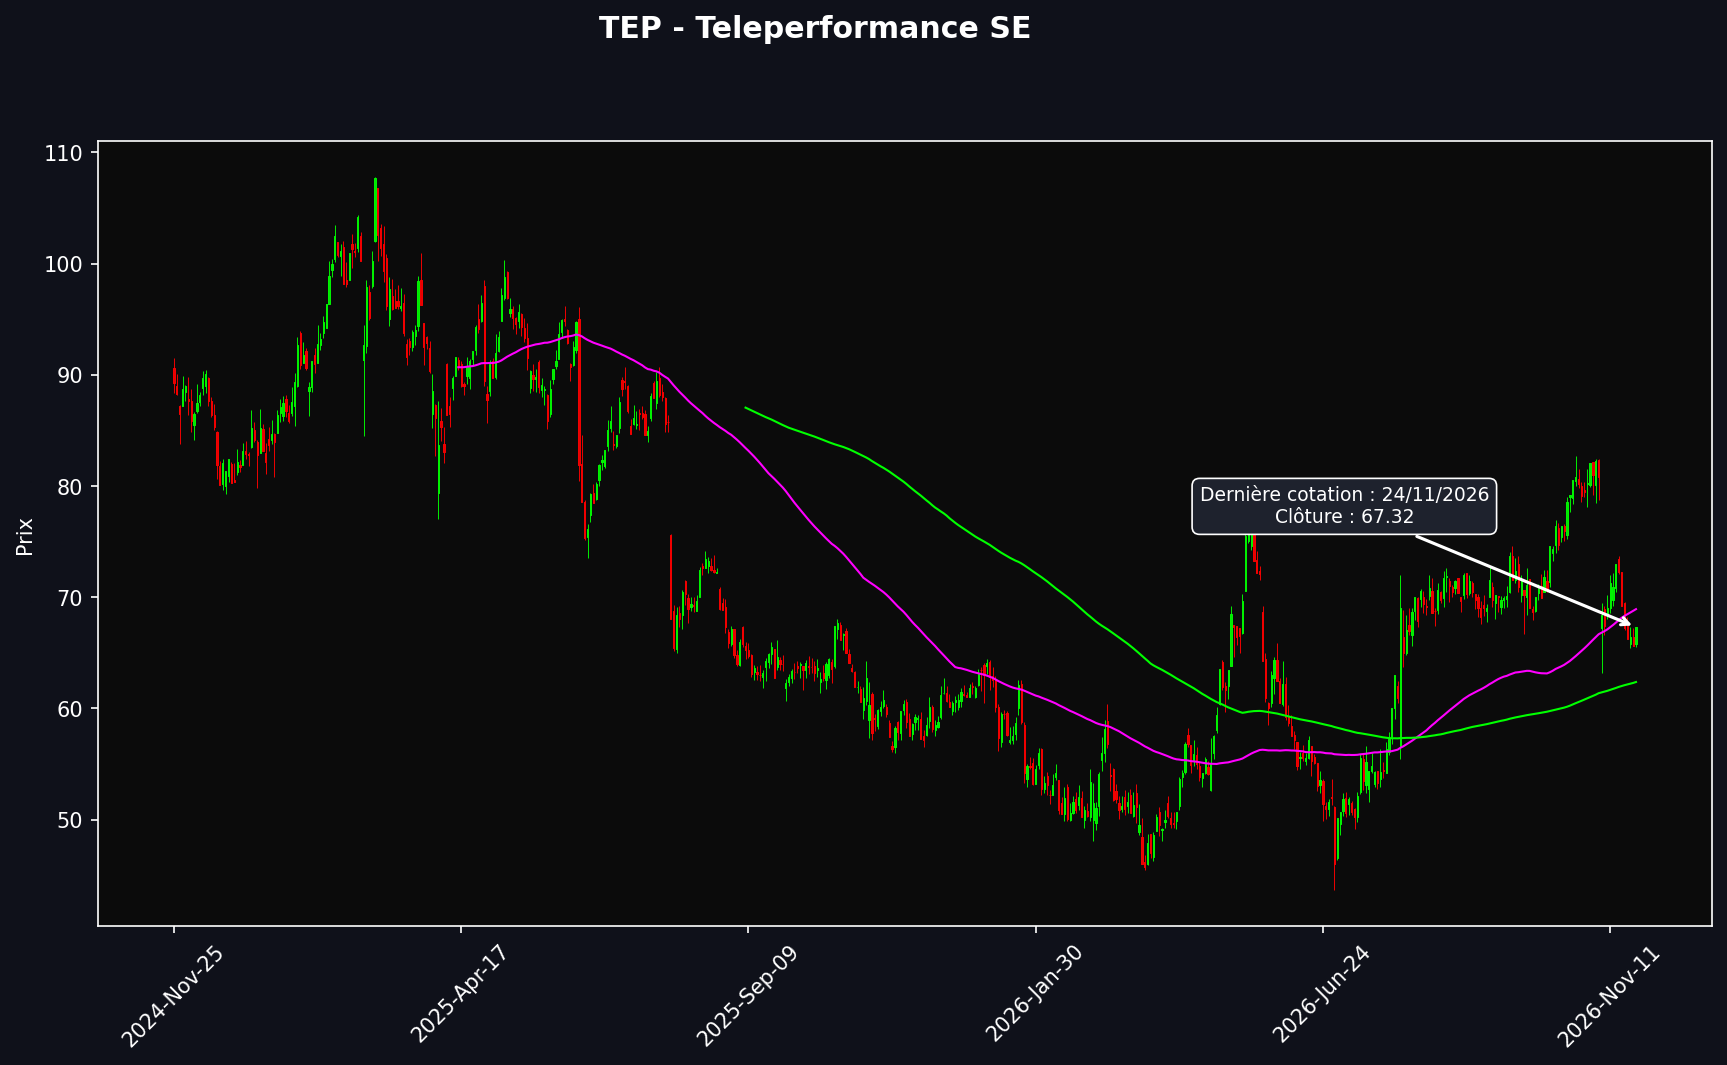 TEP - Teleperformance SE
110
100
90
80
70
60
50
Prix
Dernière cotation : 24/11/2026
Clôture : 67.32
2024-Nov-25
2025-Apr-17
2025-Sep-09
2026-Jan-30
2026-Jun-24
2026-Nov-11